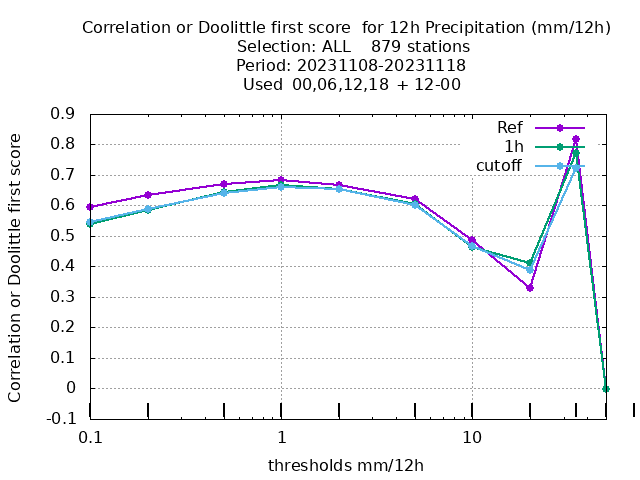 Correlation or Doolittle first score  for 12h Precipitation (mm/12h)
Selection: ALL    879 stations
Period: 20231108-20231118
Used  00,06,12,18  + 12-00
Correlation or Doolittle first score
0.9
0.8
0.7
0.6
0.5
0.4
0.3
0.2
0.1
0
-0.1
Ref
1h
cutoff
0.1 1 10
thresholds mm/12h